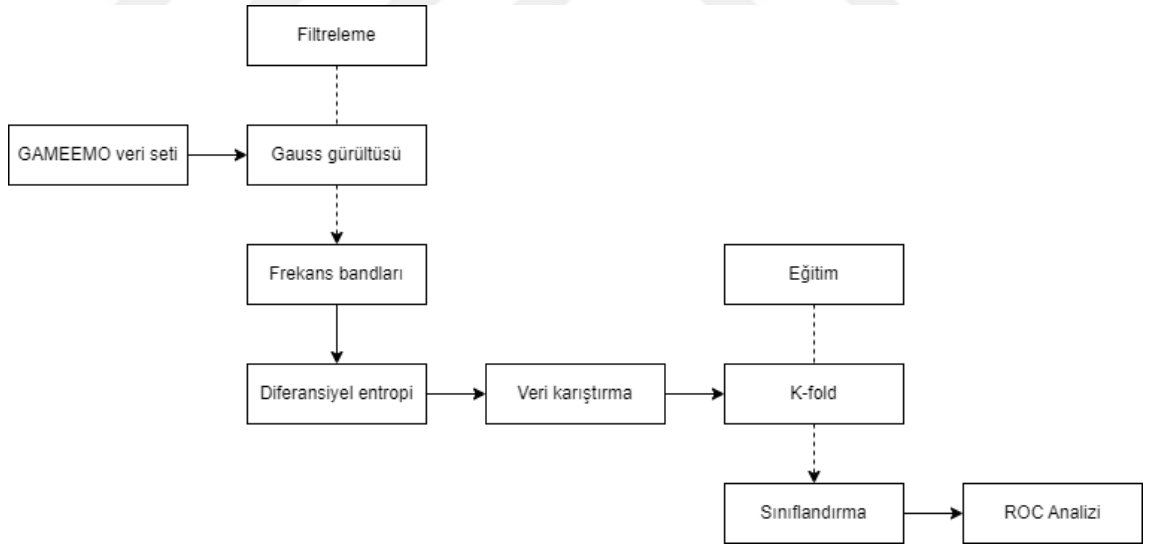 Filtreleme
GAMEEMO veri seti
Gauss gürültüsü
Frekans bandları
Eğitim
Diferansiyel entropi
Veri karıştırma
K-fold
Sınıflandırma
ROC Analizi